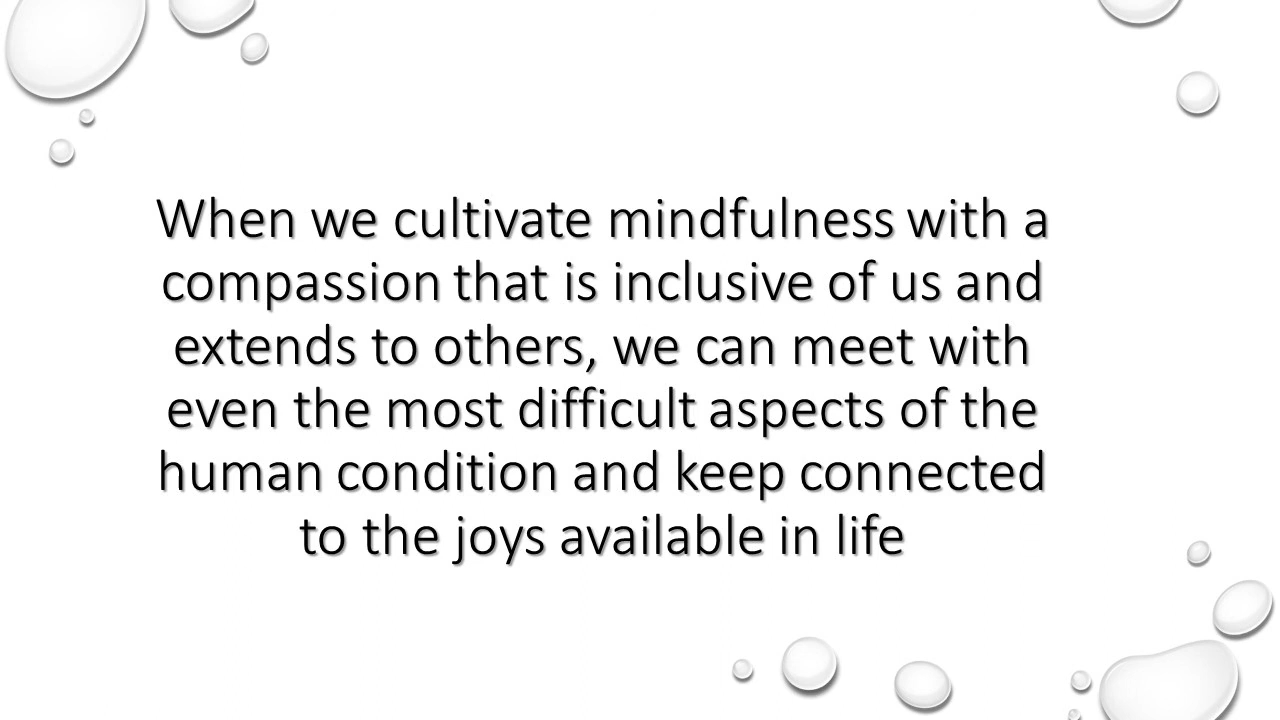 When we cultivate mindfulness with a
compassion that is inclusive of us and
extends to others, we can meet with
even the most difficult aspects of the
human condition and keep connected
to the joys available in life